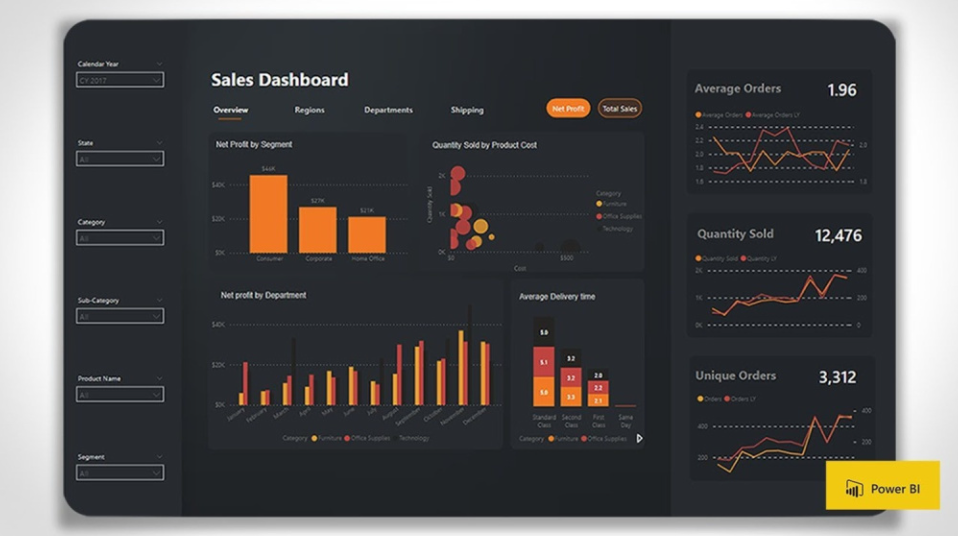 Calendar Year
CY 2017
State
All
Category
All
Sub-Category
All
Product Name
All
Segment
All
Sales Dashboard
Overview Regions Departments Shipping
Net Profit Total Sales
Net Profit by Segment
$40K
$20K
$0K
$27K
$21K
Consumer Corporate Home Office
Quantity Sold by Product Cost
Quantity Sold
2K
1K
0K
$0 $500
Cost
Category
Furniture
Office Supplies
Technology
Net profit by Department
$40K
$20K
$0K
January February March April May June July August September October November December
Category Furniture Office Supplies Technology
Average Delivery time
5.0
5.1
5.0
3.2
3.2
3.3
2.0
2.2
2.1
Standard Class Second Class First Class Same Day
Category Furniture Office Supplies
Average Orders 1.96
Average Orders Average Orders LY
2.4
2.2
2.0
1.8
1.6
2.0
1.8
Quantity Sold 12,476
Quantity Sold Quantity LY
2K
1K
0K
400
200
0
Unique Orders 3,312
Orders Orders LY
400
200
400
200
Power BI